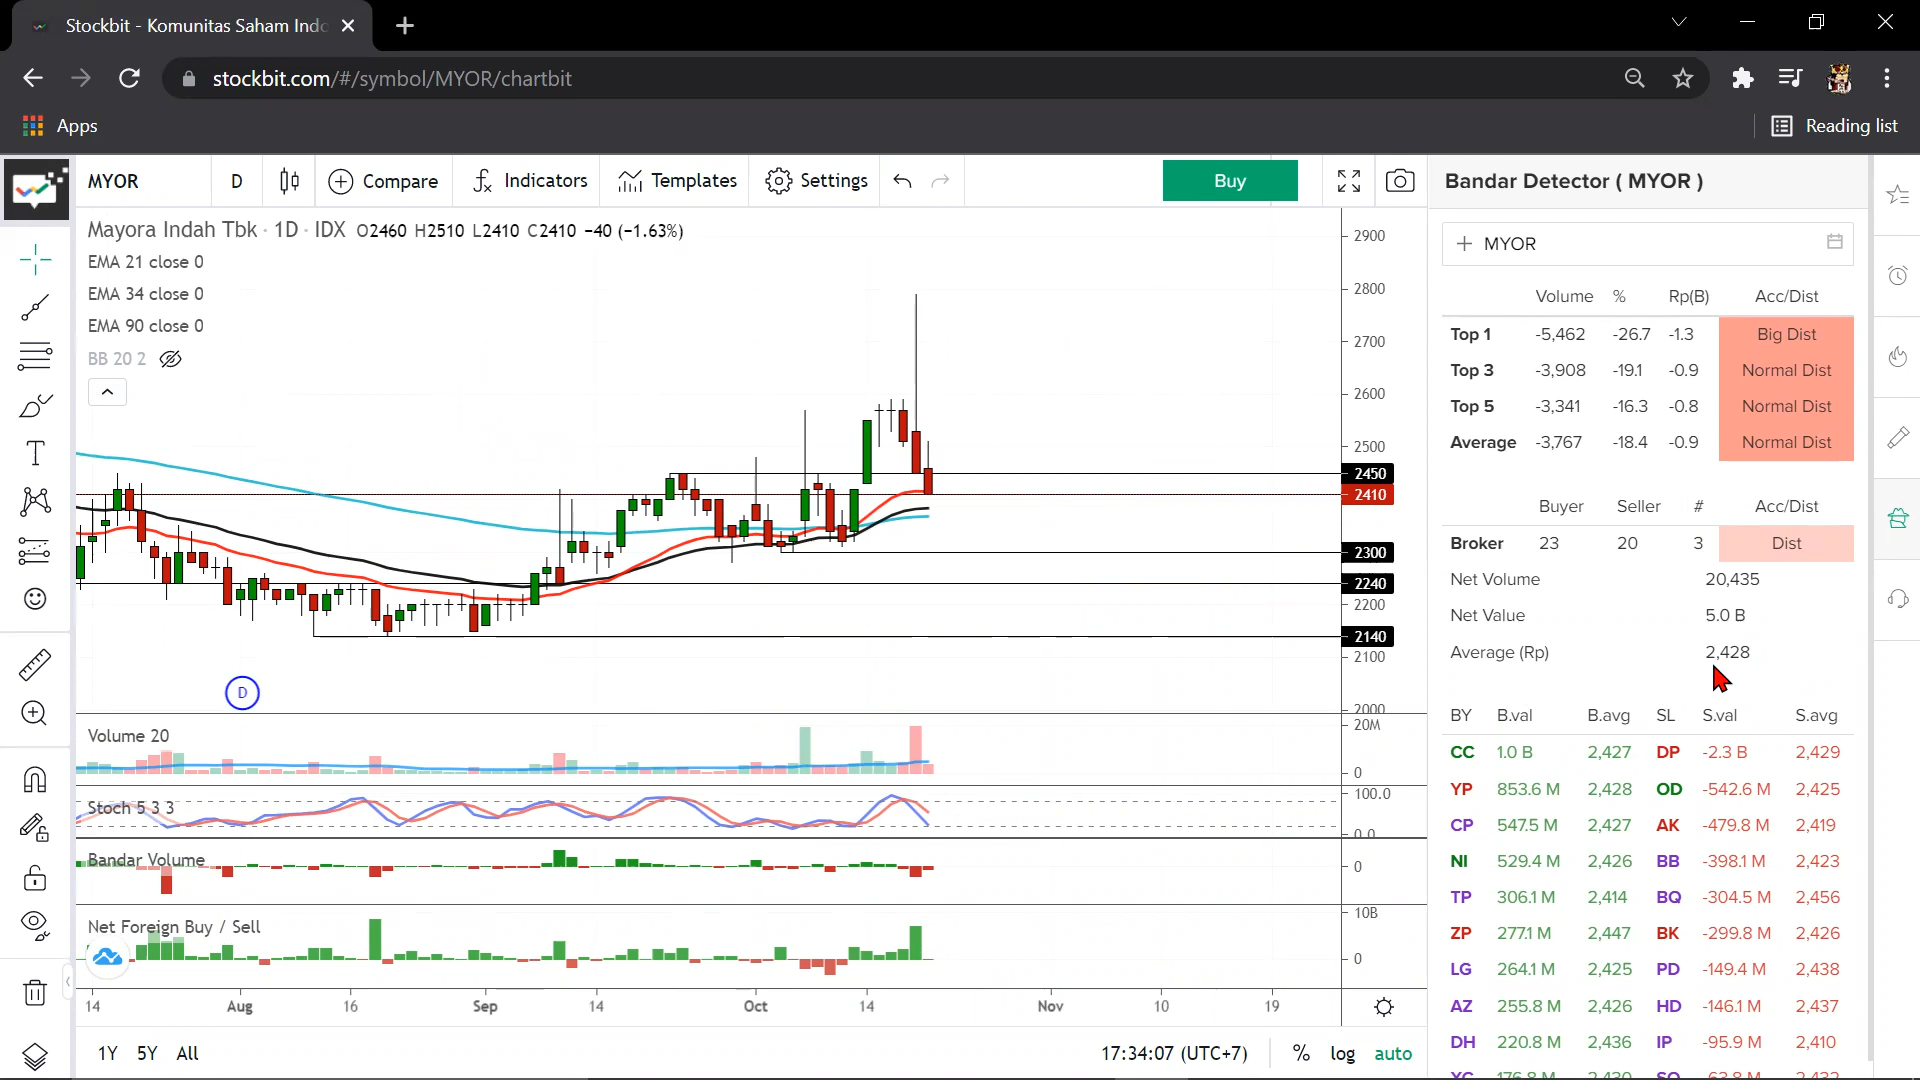 Stockbit - Komunitas Saham Indo
stockbit.com/#/symbol/MYOR/chartbit
Apps
Reading list
MYOR
D
Compare
Indicators
Templates
Settings
Buy
Bandar Detector ( MYOR )
Mayora Indah Tbk · 1D · IDX O2460 H2510 L2410 C2410 −40 (−1.63%)
EMA 21 close 0
EMA 34 close 0
EMA 90 close 0
BB 20 2
2900
2800
2700
2600
2500
2450
2410
2300
2240
2200
2140
2100
2000
D
Volume 20
20M
0
Stoch 5 3 3
100.0
0.0
Bandar Volume
0
Net Foreign Buy / Sell
10B
0
14 Aug 16 Sep 14 Oct 14 Nov 10 19
1Y 5Y All
17:34:07 (UTC+7) % log auto
MYOR
Volume % Rp(B) Acc/Dist
Top 1 -5,462 -26.7 -1.3 Big Dist
Top 3 -3,908 -19.1 -0.9 Normal Dist
Top 5 -3,341 -16.3 -0.8 Normal Dist
Average -3,767 -18.4 -0.9 Normal Dist
Buyer Seller # Acc/Dist
Broker 23 20 3 Dist
Net Volume 20,435
Net Value 5.0 B
Average (Rp) 2,428
BY B.val B.avg SL S.val S.avg
CC 1.0 B 2,427 DP -2.3 B 2,429
YP 853.6 M 2,428 OD -542.6 M 2,425
CP 547.5 M 2,427 AK -479.8 M 2,419
NI 529.4 M 2,426 BB -398.1 M 2,423
TP 306.1 M 2,414 BQ -304.5 M 2,456
ZP 277.1 M 2,447 BK -299.8 M 2,426
LG 264.1 M 2,425 PD -149.4 M 2,438
AZ 255.8 M 2,426 HD -146.1 M 2,437
DH 220.8 M 2,436 IP -95.9 M 2,410